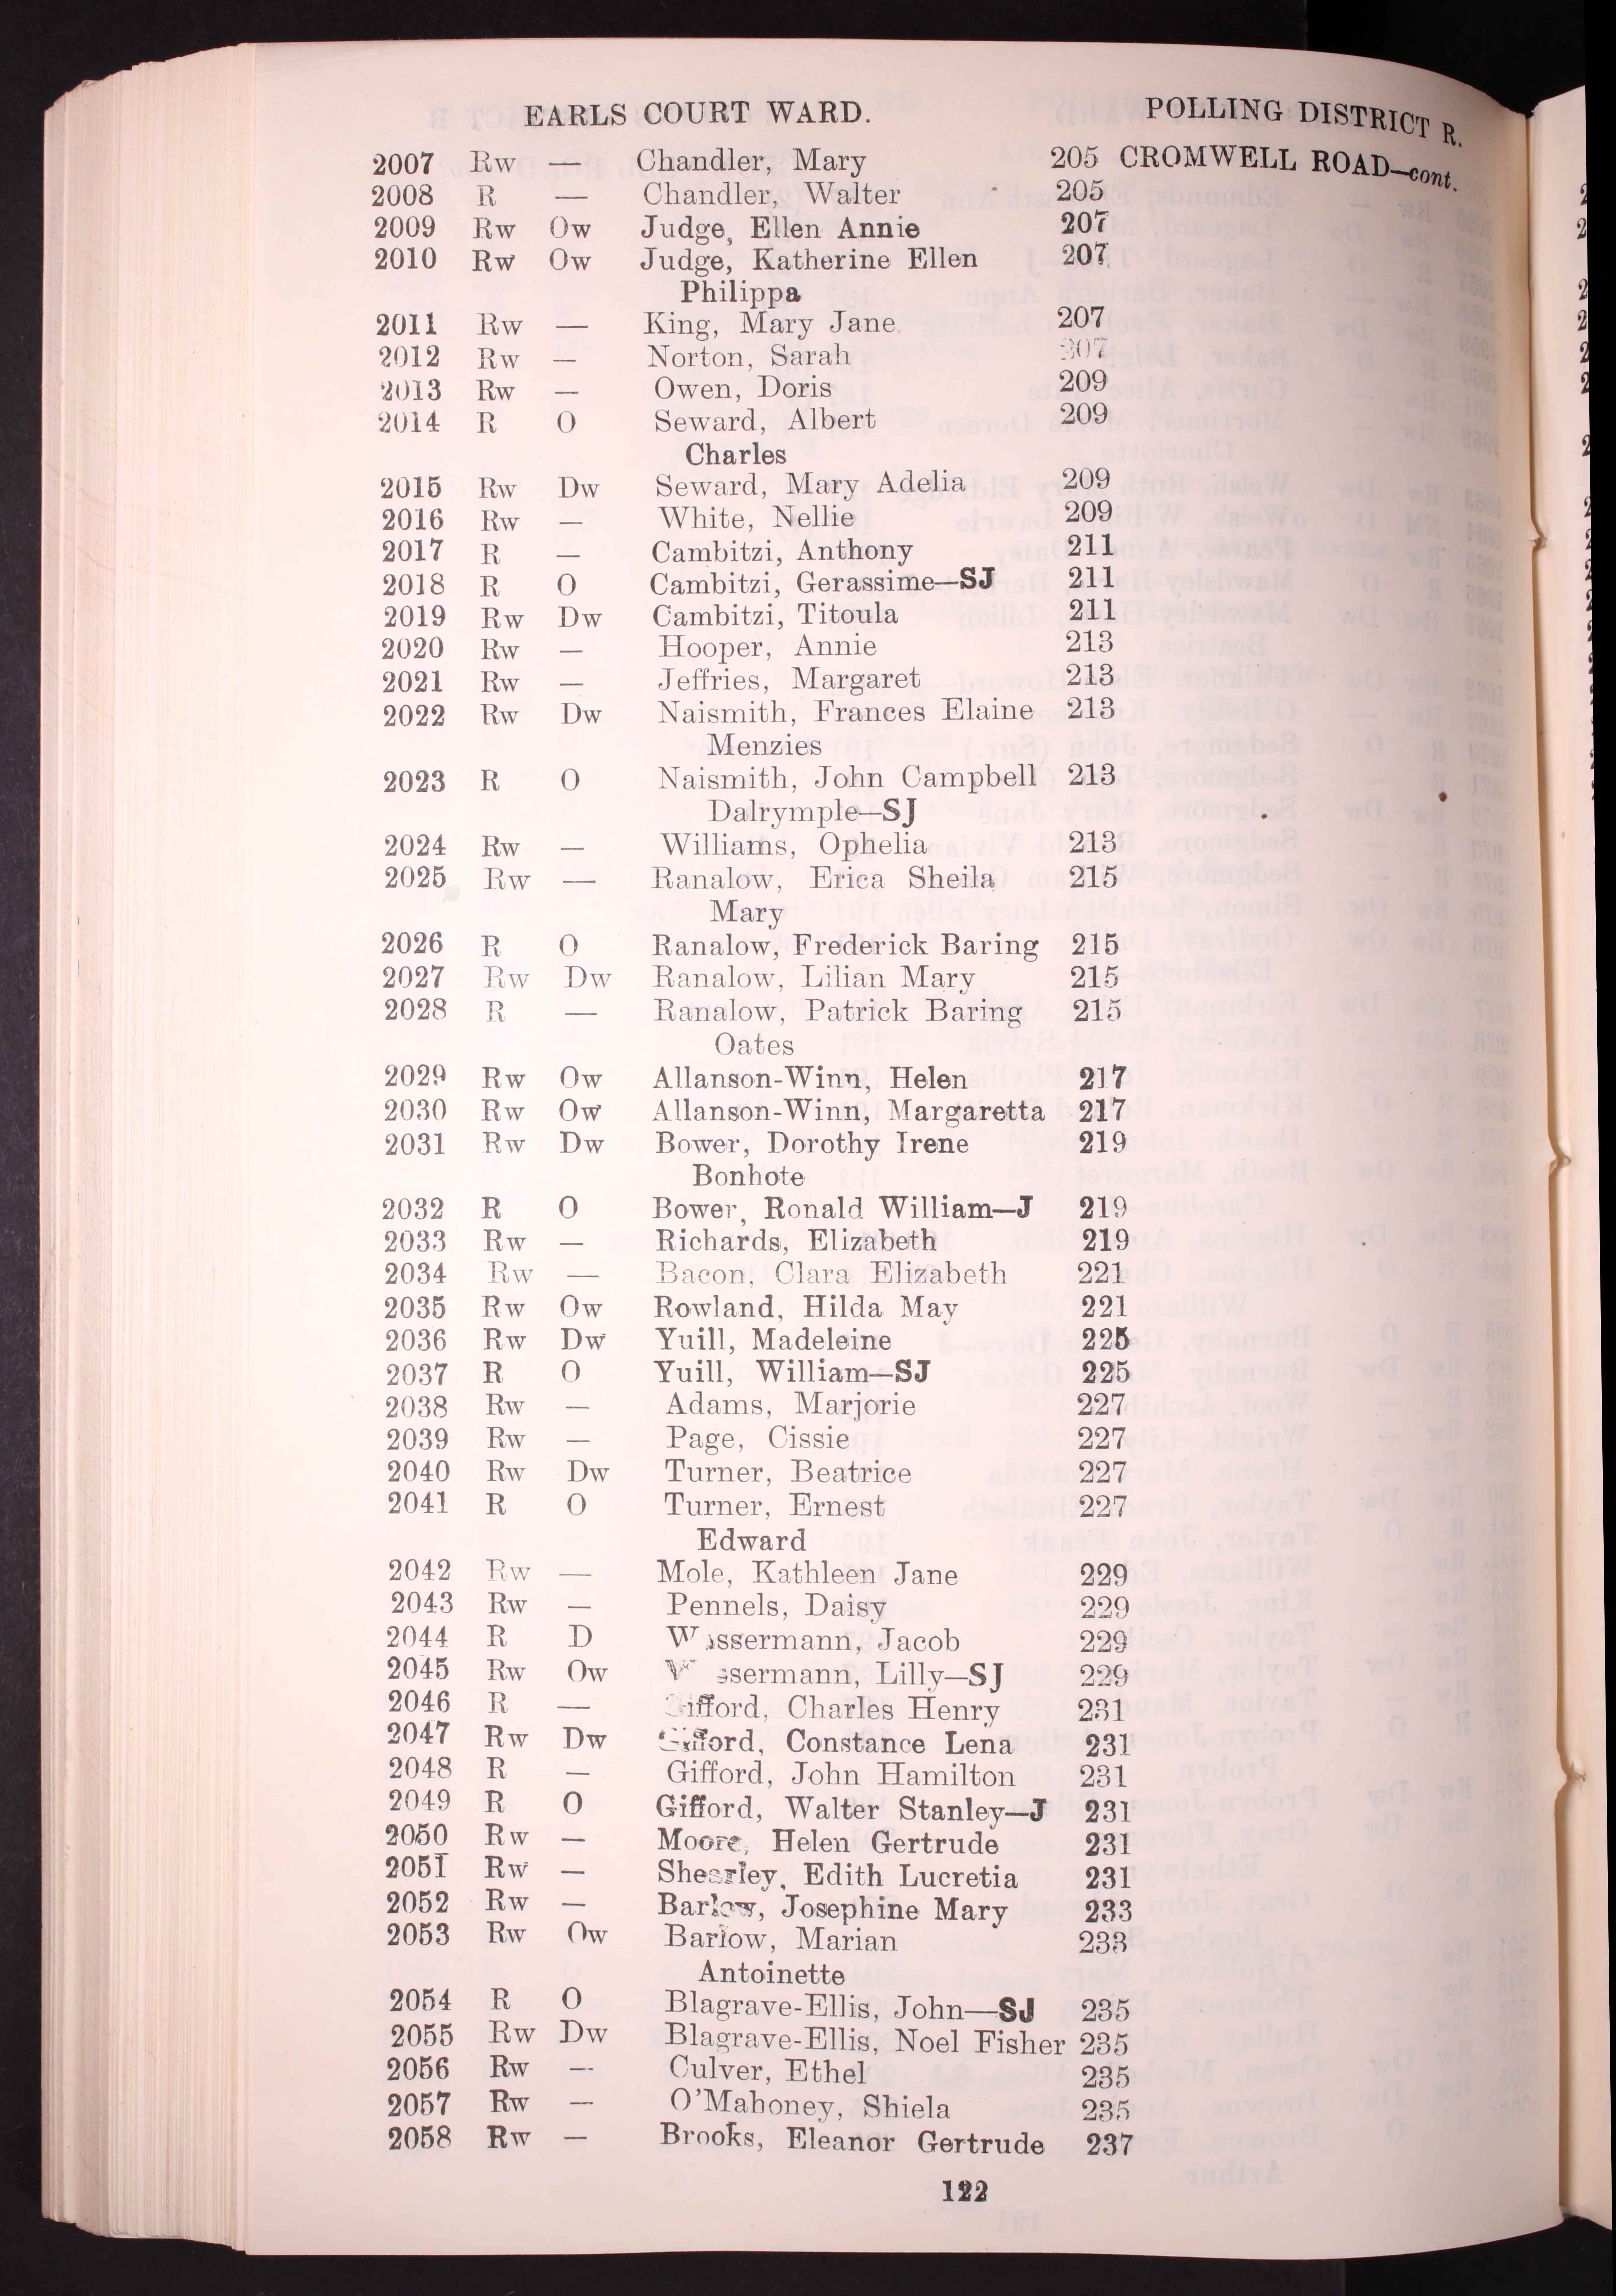 EARLS COURT WARD. POLLING DISTRICT R.
2007 Rw — Chandler, Mary 205 CROMWELL ROAD—cont.
2008 R — Chandler, Walter 205
2009 Rw Ow Judge, Ellen Annie 207
2010 Rw Ow Judge, Katherine Ellen 207
Philippa
2011 Rw — King, Mary Jane 207
2012 Rw — Norton, Sarah 207
2013 Rw — Owen, Doris 209
2014 R O Seward, Albert 209
Charles
2015 Rw Dw Seward, Mary Adelia 209
2016 Rw — White, Nellie 209
2017 R — Cambitzi, Anthony 211
2018 R O Cambitzi, Gerassime—SJ 211
2019 Rw Dw Cambitzi, Titoula 211
2020 Rw — Hooper, Annie 213
2021 Rw — Jeffries, Margaret 213
2022 Rw Dw Naismith, Frances Elaine 213
Menzies
2023 R O Naismith, John Campbell 213
Dalrymple—SJ
2024 Rw — Williams, Ophelia 213
2025 Rw — Ranalow, Erica Sheila 215
Mary
2026 R O Ranalow, Frederick Baring 215
2027 Rw Dw Ranalow, Lilian Mary 215
2028 R — Ranalow, Patrick Baring 215
Oates
2029 Rw Ow Allanson-Winn, Helen 217
2030 Rw Ow Allanson-Winn, Margaretta 217
2031 Rw Dw Bower, Dorothy Irene 219
Bonhote
2032 R O Bower, Ronald William—J 219
2033 Rw — Richards, Elizabeth 219
2034 Rw — Bacon, Clara Elizabeth 221
2035 Rw Ow Rowland, Hilda May 221
2036 Rw Dw Yuill, Madeleine 225
2037 R O Yuill, William—SJ 225
2038 Rw — Adams, Marjorie 227
2039 Rw — Page, Cissie 227
2040 Rw Dw Turner, Beatrice 227
2041 R O Turner, Ernest 227
Edward
2042 Rw — Mole, Kathleen Jane 229
2043 Rw — Pennels, Daisy 229
2044 R D Wassermann, Jacob 229
2045 Rw Ow Wassermann, Lilly—SJ 229
2046 R — Gifford, Charles Henry 231
2047 Rw Dw Gifford, Constance Lena 231
2048 R — Gifford, John Hamilton 231
2049 R O Gifford, Walter Stanley—J 231
2050 Rw — Moore, Helen Gertrude 231
2051 Rw — Shearley, Edith Lucretia 231
2052 Rw — Barlow, Josephine Mary 233
2053 Rw Ow Barlow, Marian 233
Antoinette
2054 R O Blagrave-Ellis, John—SJ 235
2055 Rw Dw Blagrave-Ellis, Noel Fisher 235
2056 Rw — Culver, Ethel 235
2057 Rw — O'Mahoney, Shiela 235
2058 Rw — Brooks, Eleanor Gertrude 237
122